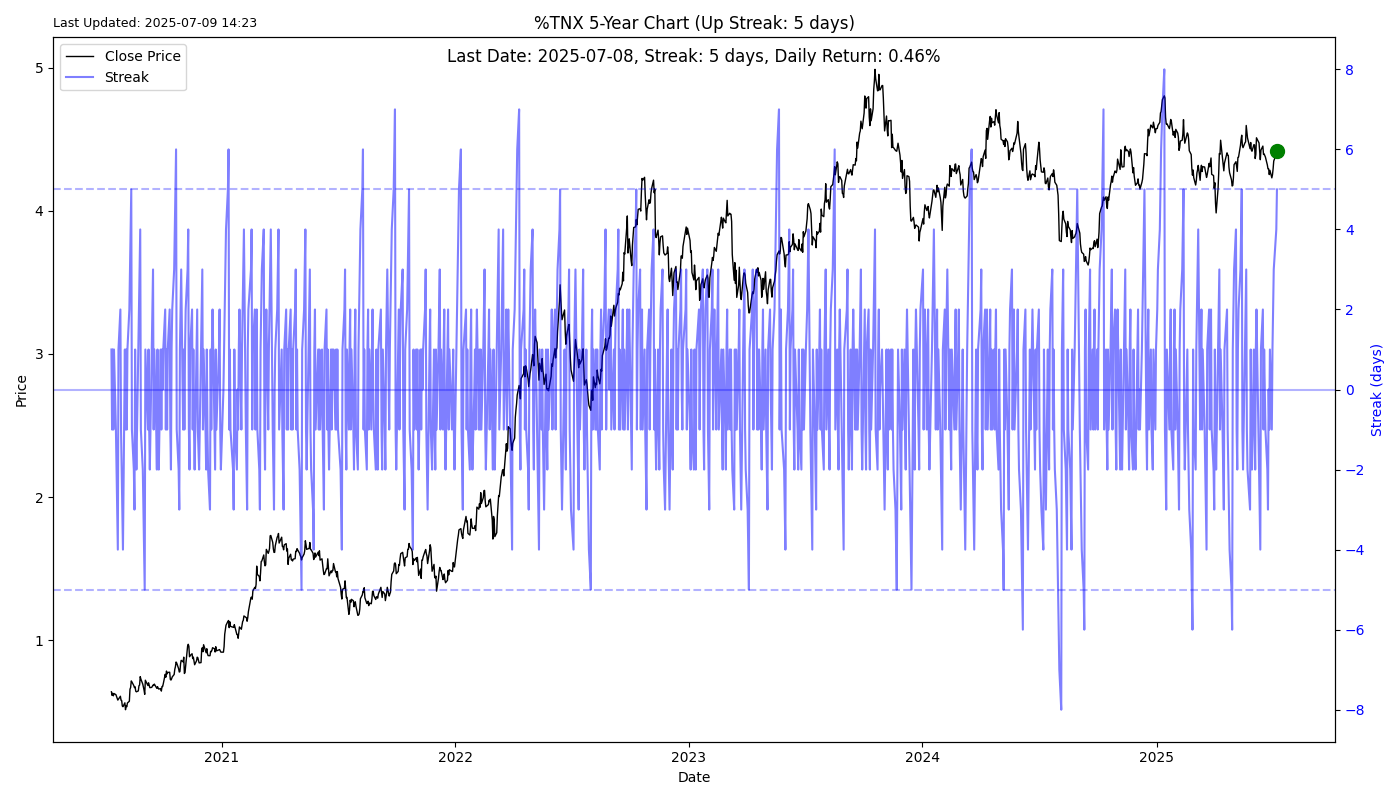 Last Updated: 2025-07-09 14:23
%TNX 5-Year Chart (Up Streak: 5 days)
Last Date: 2025-07-08, Streak: 5 days, Daily Return: 0.46%
Close Price
Streak
5
4
3
2
1
Price
8
6
4
2
0
−2
−4
−6
−8
Streak (days)
2021
2022
2023
2024
2025
Date